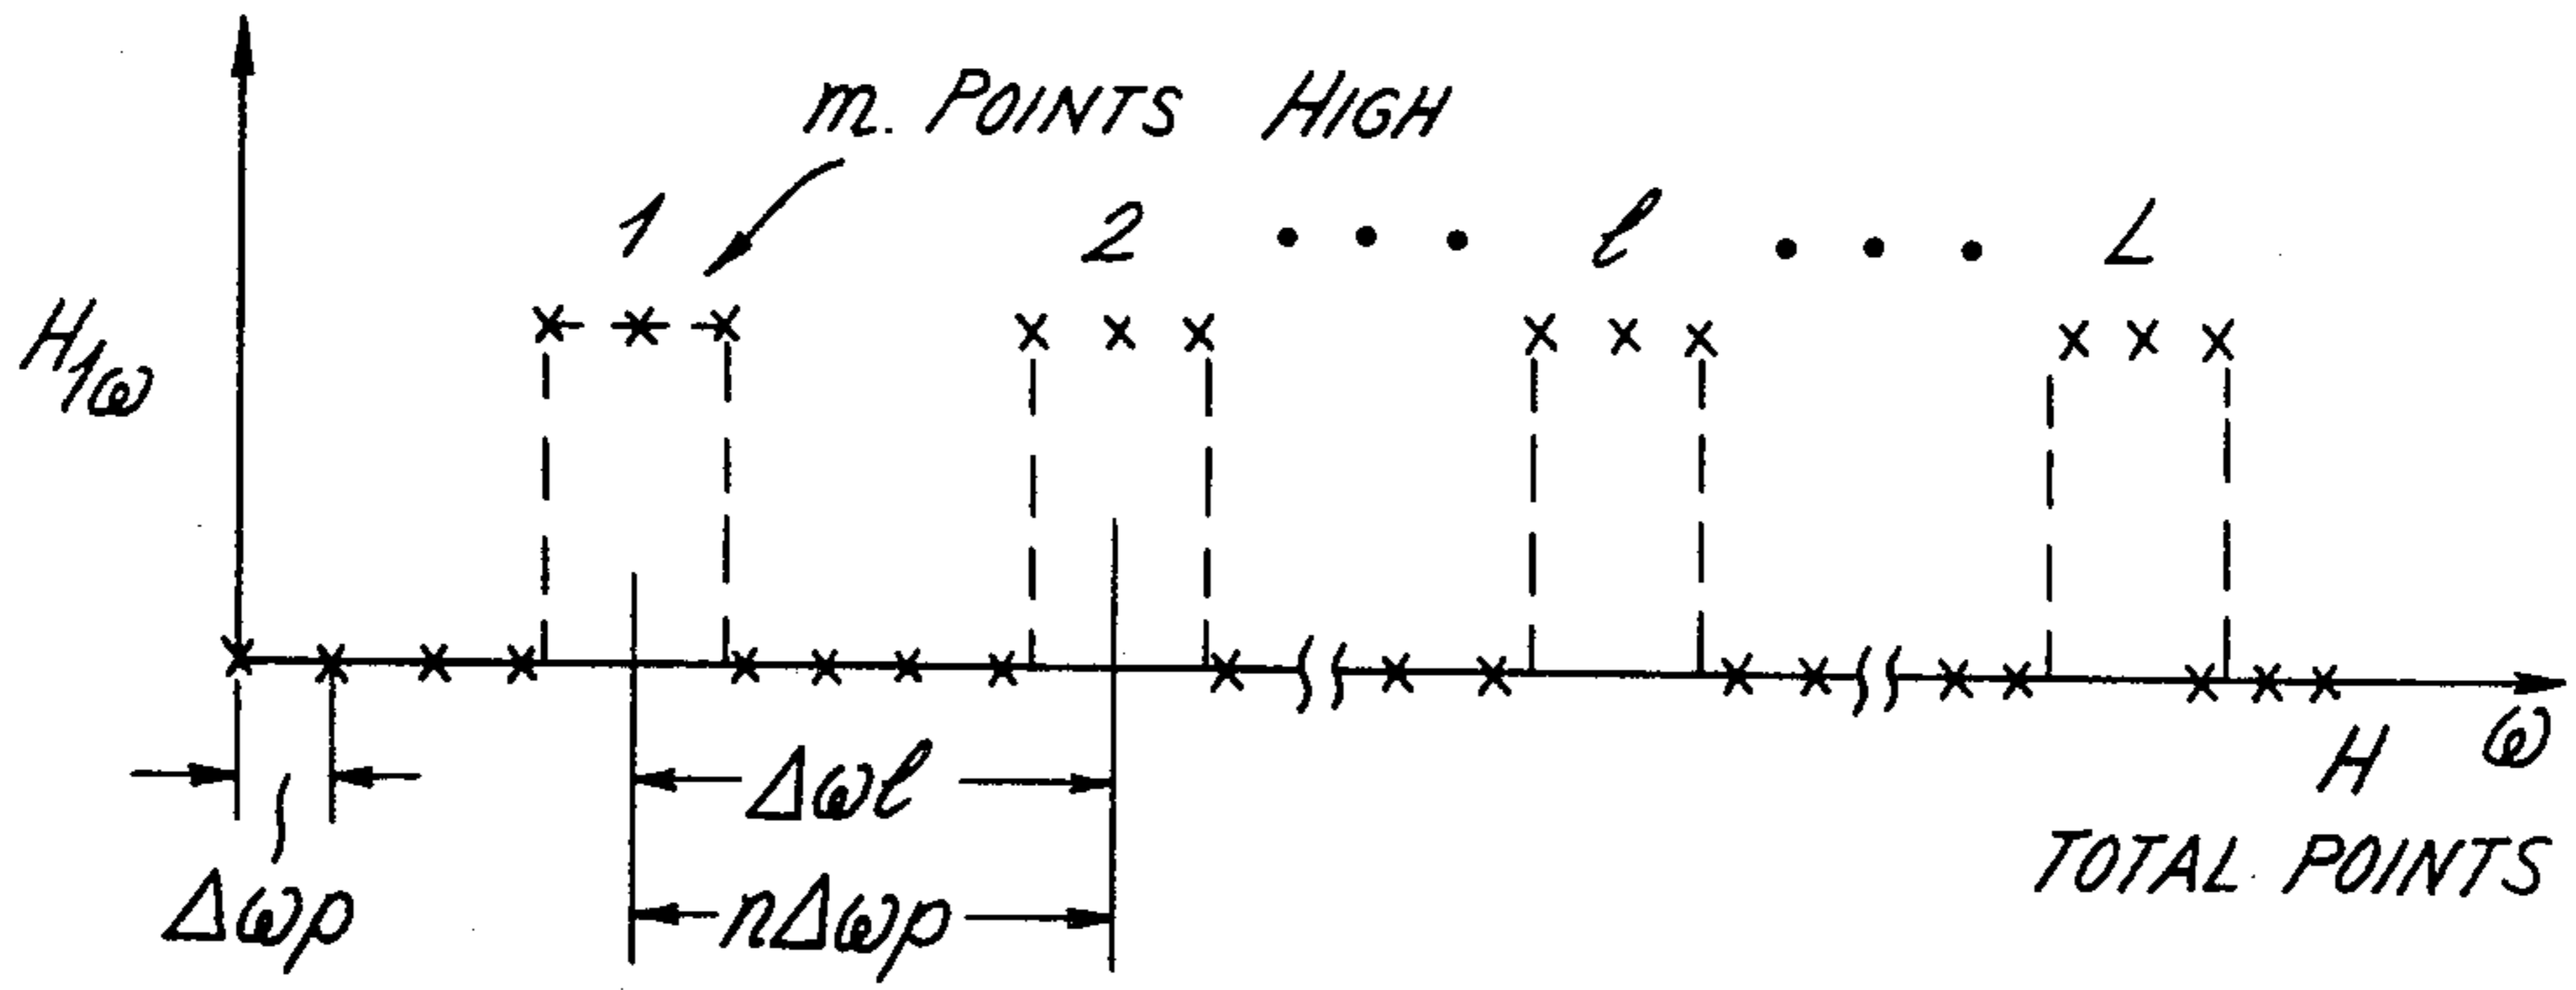 m. POINTS HIGH
1 2 • • • ℓ • • • L
H1ω
Δωℓ
H ω
Δωp
nΔωp
TOTAL POINTS